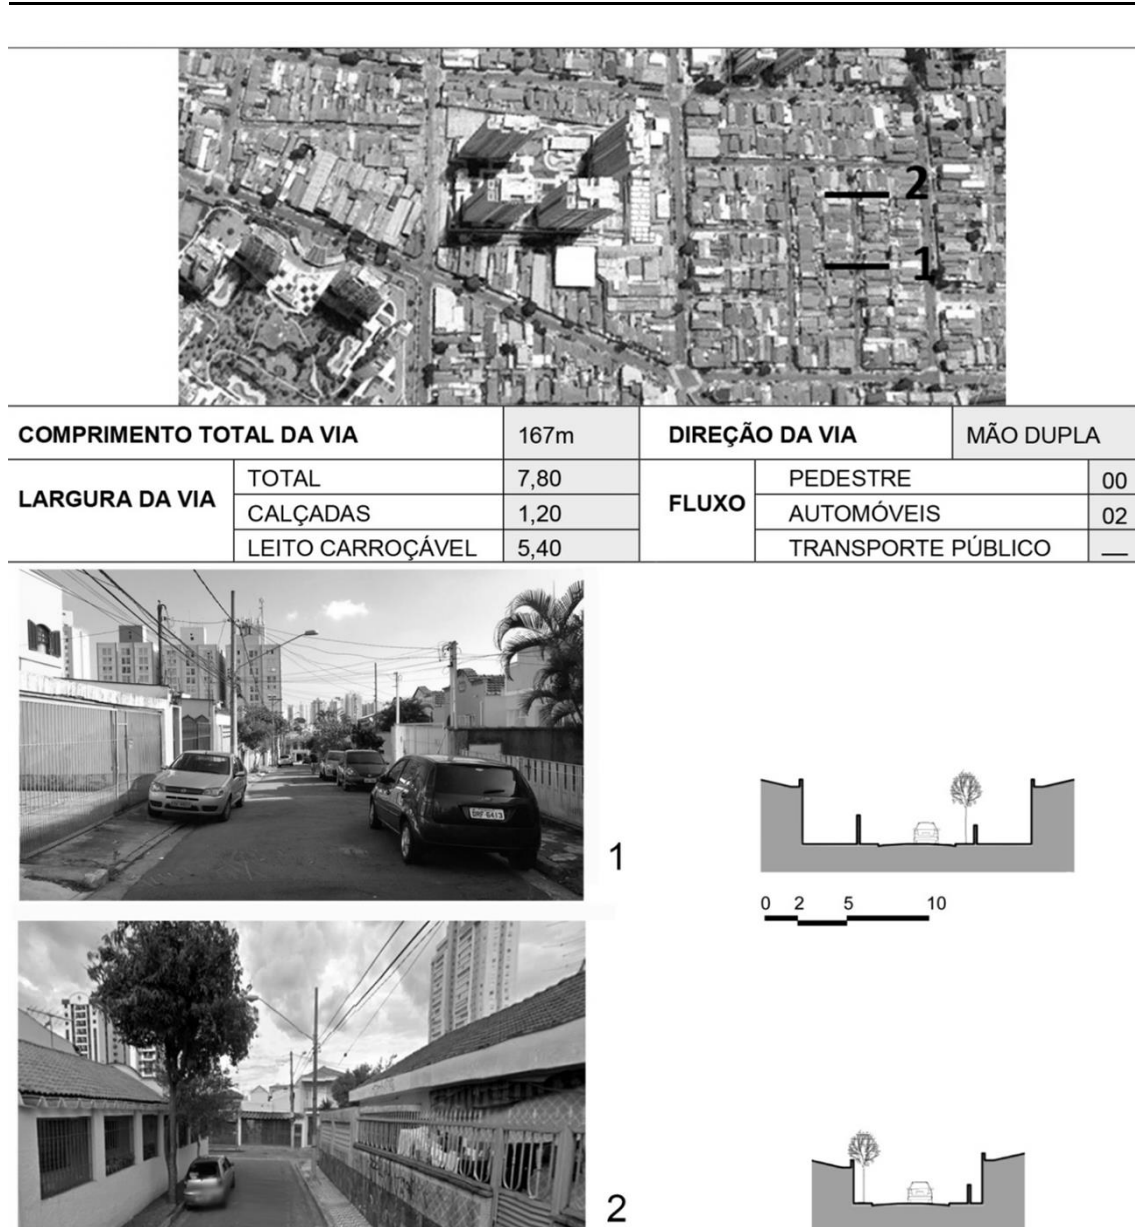 2
1
COMPRIMENTO TOTAL DA VIA 167m DIREÇÃO DA VIA MÃO DUPLA
LARGURA DA VIA TOTAL 7,80 FLUXO PEDESTRE 00
CALÇADAS 1,20 AUTOMÓVEIS 02
LEITO CARROÇÁVEL 5,40 TRANSPORTE PÚBLICO —
1
0 2 5 10
2